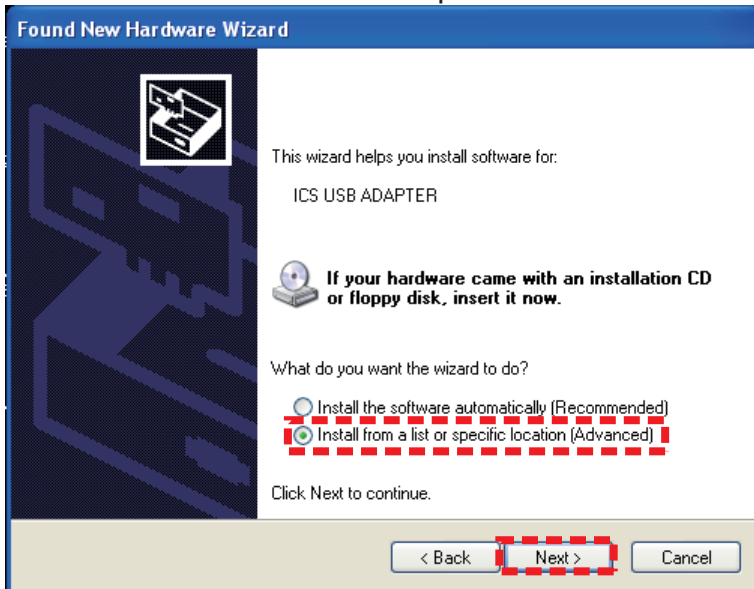 Found New Hardware Wizard
This wizard helps you install software for:
ICS USB ADAPTER
If your hardware came with an installation CD
or floppy disk, insert it now.
What do you want the wizard to do?
Install the software automatically (Recommended)
Install from a list or specific location (Advanced)
Click Next to continue.
< Back
Next >
Cancel